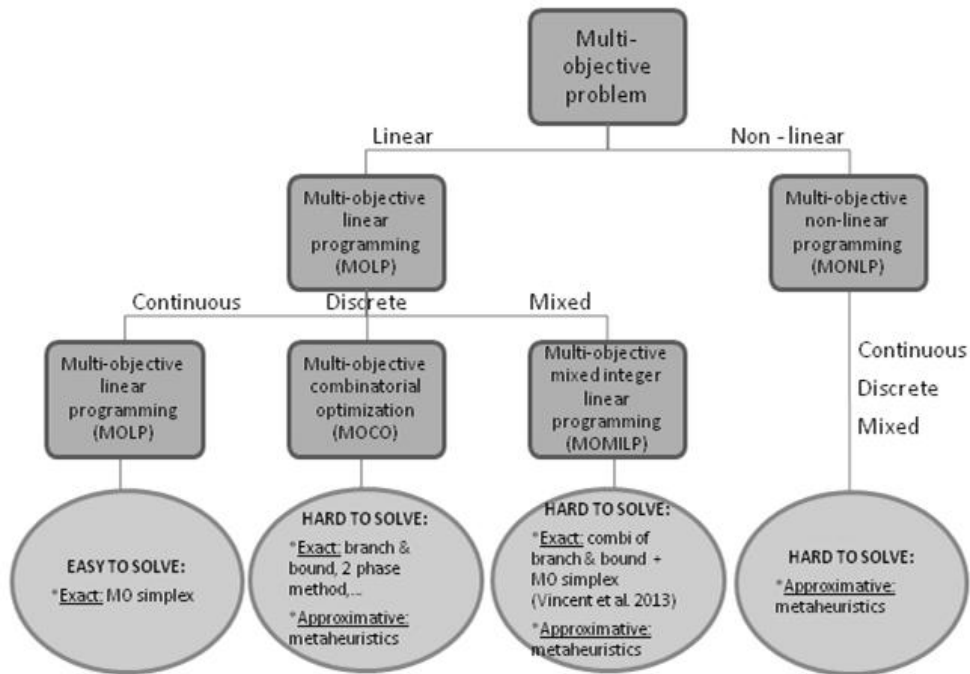 Multi-
objective
problem
Linear
Non - linear
Multi-objective
linear
programming
(MOLP)
Multi-objective
non-linear
programming
(MONLP)
Continuous
Discrete
Mixed
Multi-objective
linear
programming
(MOLP)
Multi-objective
combinatorial
optimization
(MOCO)
Multi-objective
mixed integer
linear
programming
(MOMILP)
Continuous
Discrete
Mixed
EASY TO SOLVE:
*Exact: MO simplex
HARD TO SOLVE:
*Exact: branch &
bound, 2 phase
method,...
*Approximative:
metaheuristics
HARD TO SOLVE:
*Exact: combi of
branch & bound +
MO simplex
(Vincent et al. 2013)
*Approximative:
metaheuristics
HARD TO SOLVE:
*Approximative:
metaheuristics